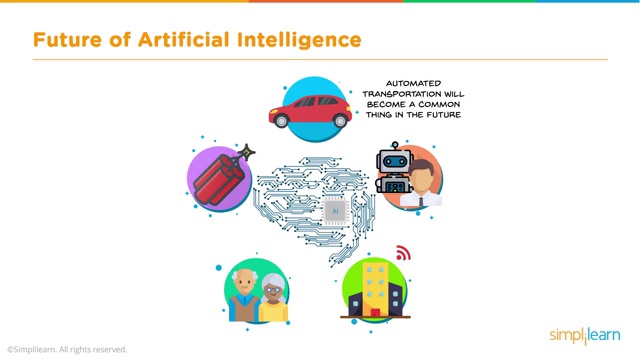 Future of Artificial Intelligence
AUTOMATED
TRANSPORTATION WILL
BECOME A COMMON
THING IN THE FUTURE
AI
©Simplilearn. All rights reserved.
simplilearn